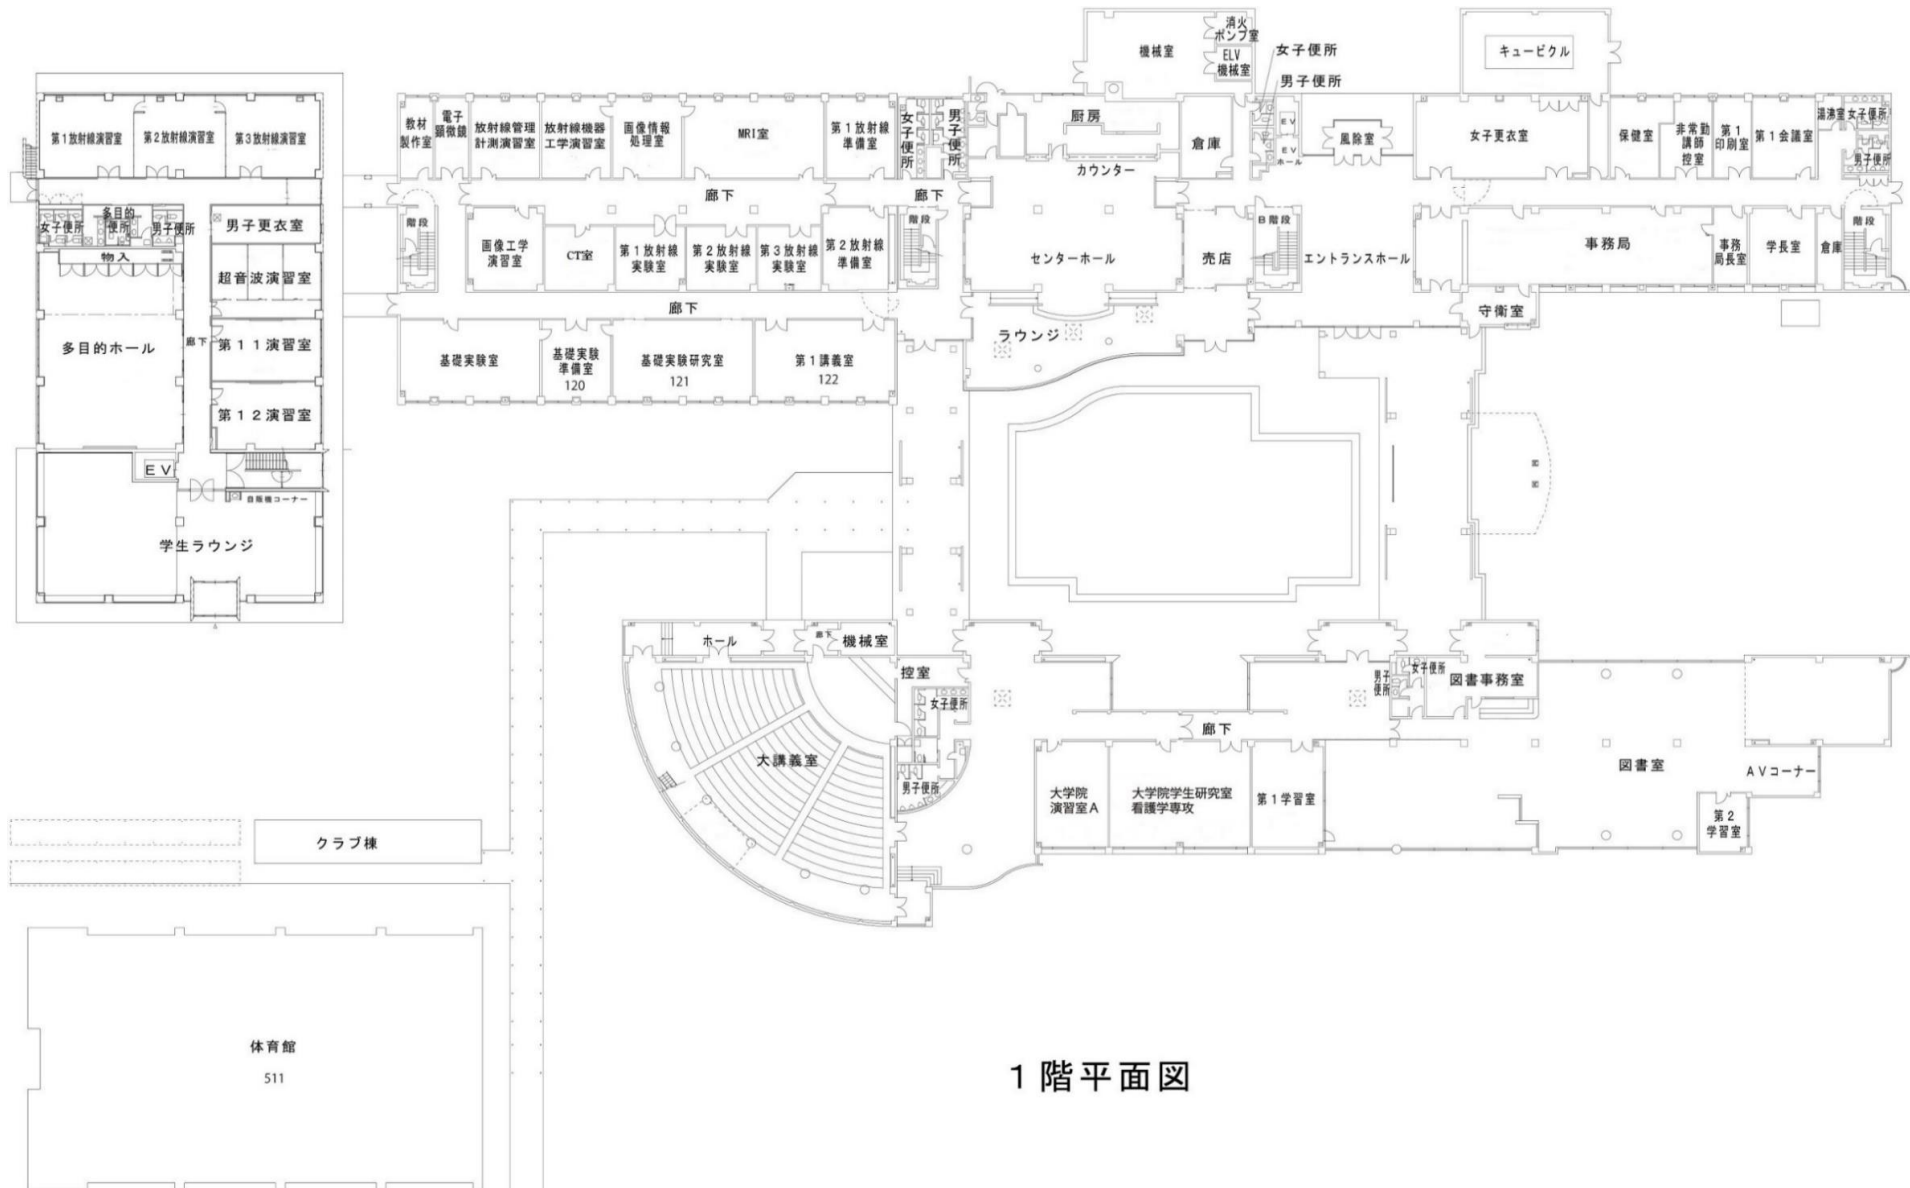 機械室
消火
ポンプ室
ELV
機械室
女子便所
男子便所
キュービクル
第1放射線演習室
第2放射線演習室
第3放射線演習室
教材
製作室
電子
顕微鏡
放射線管理
計測演習室
放射線機器
工学演習室
画像情報
処理室
MRI室
第1放射線
準備室
女子便所
男子便所
厨房
カウンター
倉庫
EV
EV
ホール
風除室
女子更衣室
保健室
非常勤
講師
控室
第1
印刷室
第1会議室
湯沸室
女子便所
男子便所
廊下
廊下
女子便所
多目的
便所
男子便所
男子更衣室
物入
超音波演習室
階段
画像工学
演習室
CT室
第1放射線
実験室
第2放射線
実験室
第3放射線
実験室
第2放射線
準備室
階段
センターホール
売店
B階段
エントランスホール
事務局
事務
局長室
学長室
倉庫
階段
廊下
守衛室
ラウンジ
多目的ホール
廊下
第11演習室
第12演習室
基礎実験室
基礎実験
準備室
120
基礎実験研究室
121
第1講義室
122
EV
自販機コーナー
学生ラウンジ
ホール
廊下
機械室
控室
女子便所
男子便所
大講義室
男子
便所
女子便所
図書事務室
廊下
大学院
演習室A
大学院学生研究室
看護学専攻
第1学習室
図書室
AVコーナー
第2
学習室
クラブ棟
体育館
511
1階平面図